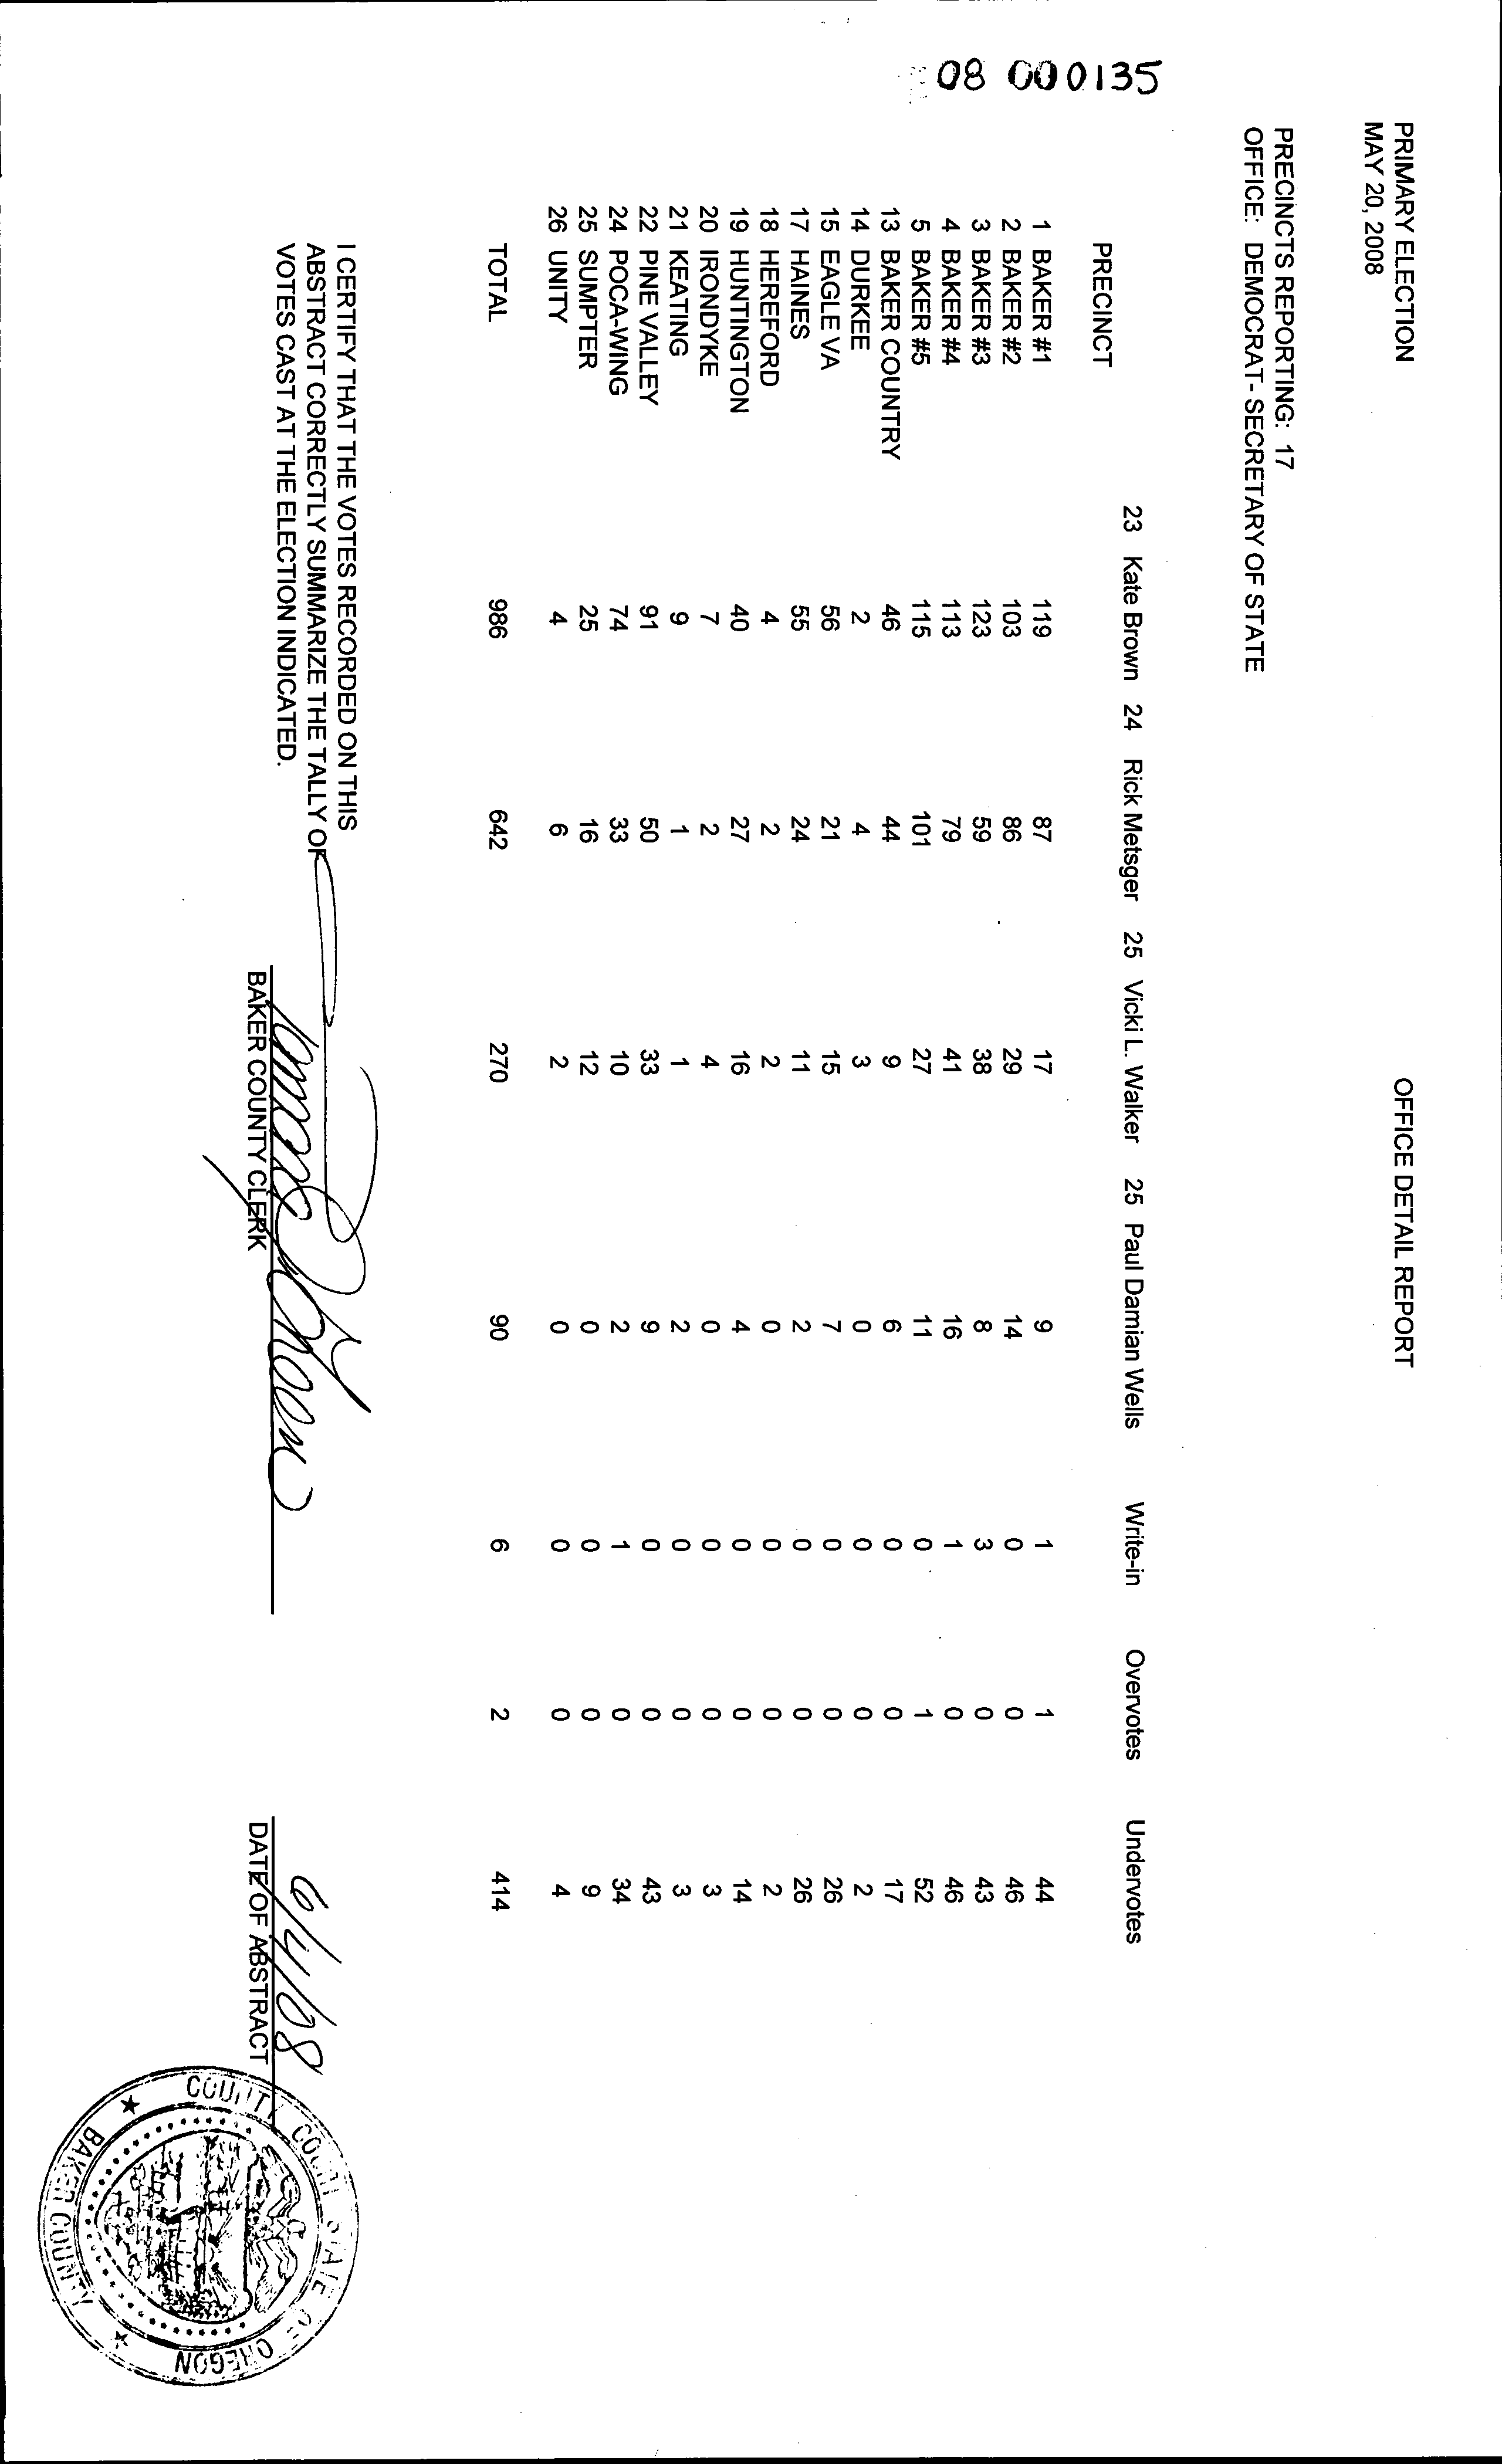 08 000135
PRIMARY ELECTION OFFICE DETAIL REPORT
MAY 20, 2008
PRECINCTS REPORTING: 17
OFFICE: DEMOCRAT- SECRETARY OF STATE
23 Kate Brown 24 Rick Metsger 25 Vicki L. Walker 25 Paul Damian Wells Write-in Overvotes Undervotes
PRECINCT
1 BAKER #1 119 87 17 9 1 1 44
2 BAKER #2 103 86 29 14 0 0 46
3 BAKER #3 123 59 38 8 3 0 43
4 BAKER #4 113 79 41 16 1 0 46
5 BAKER #5 115 101 27 11 0 1 52
13 BAKER COUNTRY 46 44 9 6 0 0 17
14 DURKEE 2 4 3 0 0 0 2
15 EAGLE VA 56 21 15 7 0 0 26
17 HAINES 55 24 11 2 0 0 26
18 HEREFORD 4 2 2 0 0 0 2
19 HUNTINGTON 40 27 16 4 0 0 14
20 IRONDYKE 7 2 4 0 0 0 3
21 KEATING 9 1 1 2 0 0 3
22 PINE VALLEY 91 50 33 9 0 0 43
24 POCA-WING 74 33 10 2 1 0 34
25 SUMPTER 25 16 12 0 0 0 9
26 UNITY 4 6 2 0 0 0 4
TOTAL 986 642 270 90 6 2 414
I CERTIFY THAT THE VOTES RECORDED ON THIS
ABSTRACT CORRECTLY SUMMARIZE THE TALLY OF
VOTES CAST AT THE ELECTION INDICATED.
6/4/08
BAKER COUNTY CLERK DATE OF ABSTRACT
COUNTY COURT STATE OF OREGON
BAKER COUNTY